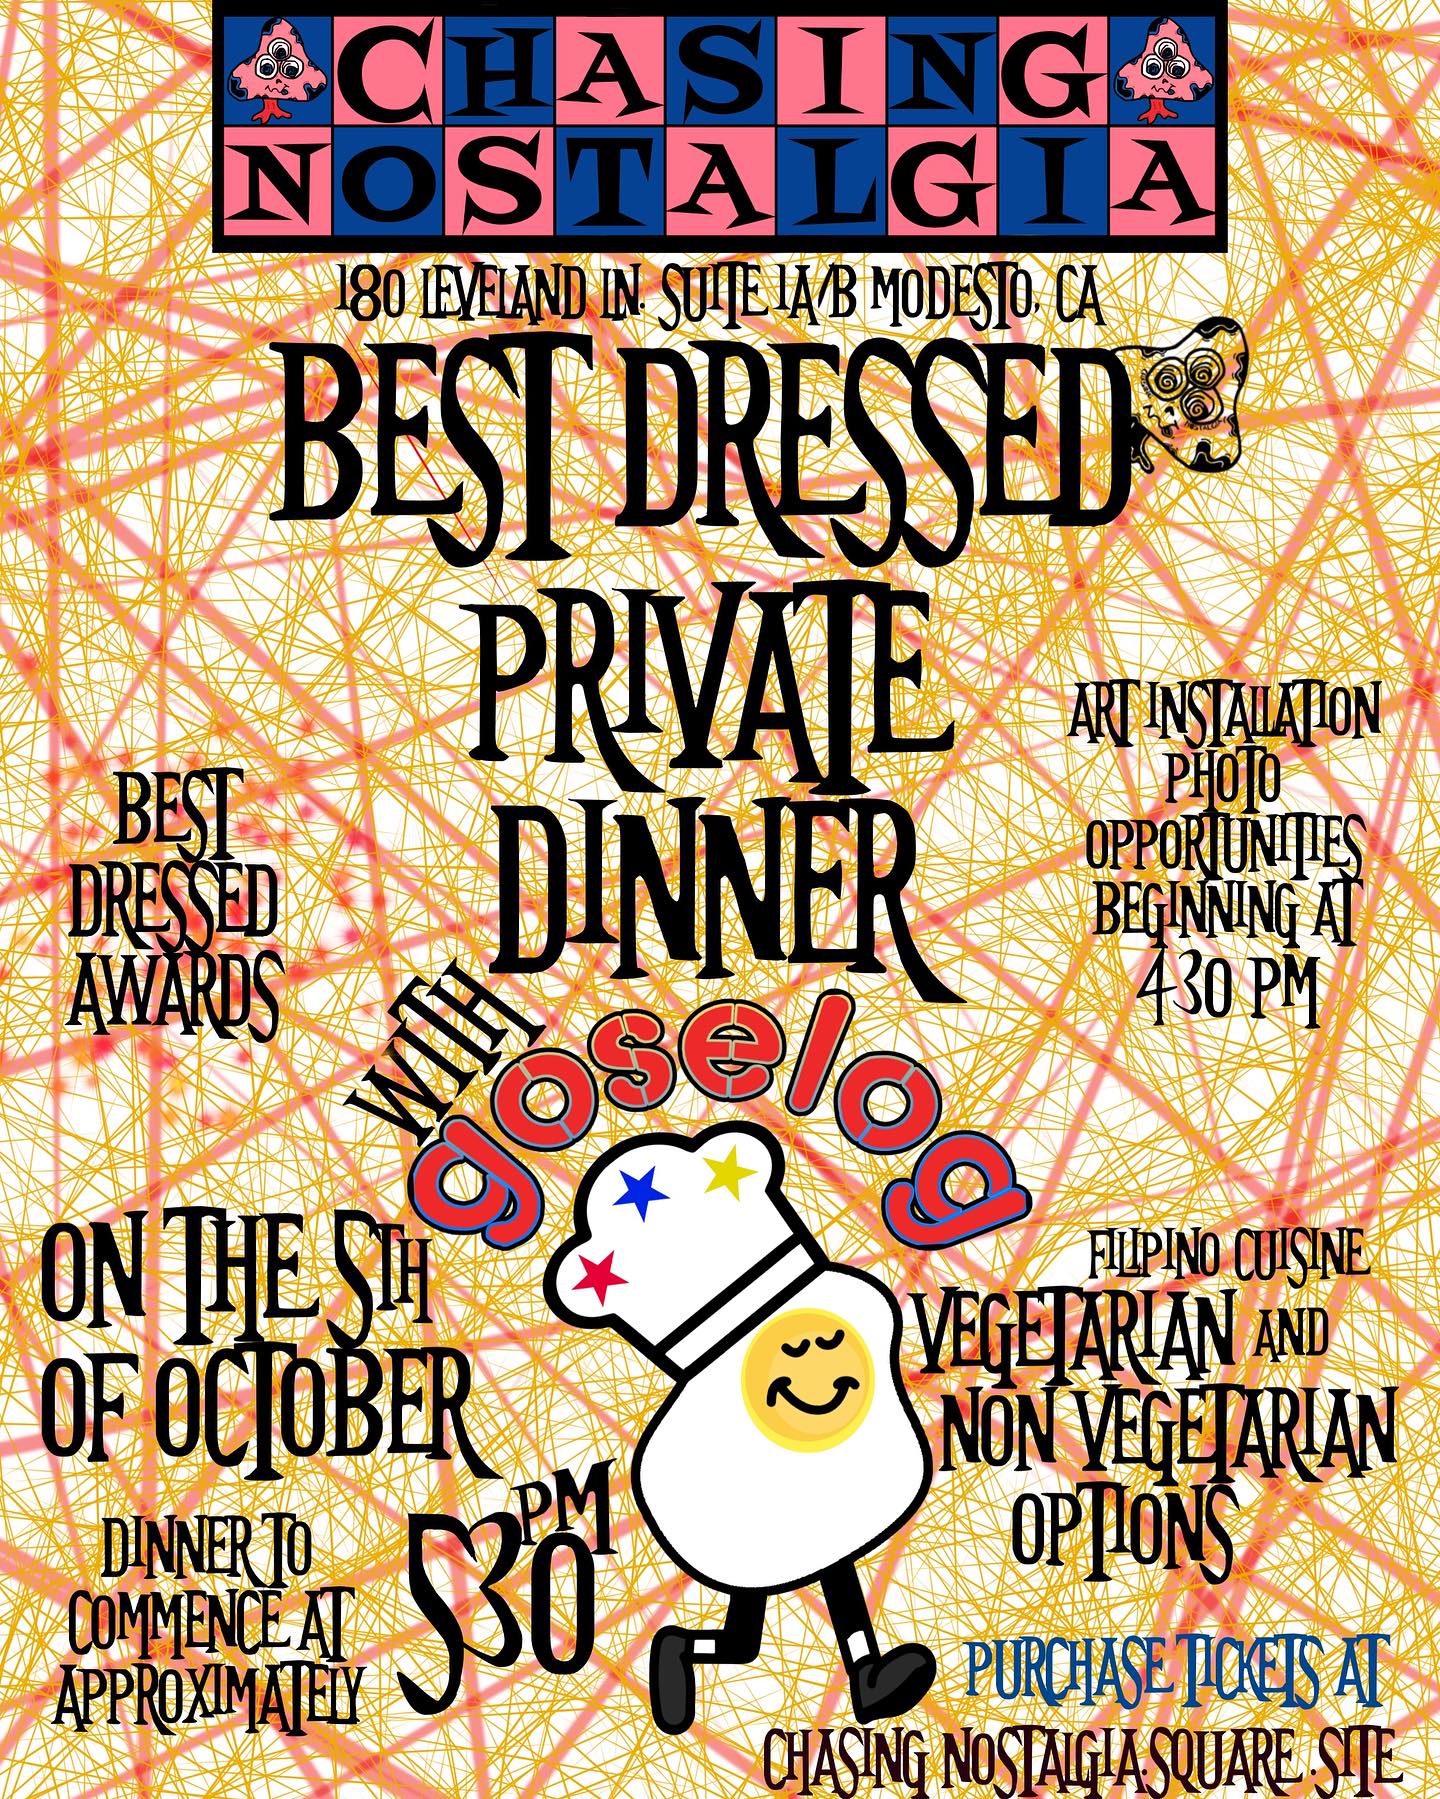 CHASING
NOSTALGIA
180 LEVELAND LN. SUITE 1A/B MODESTO, CA
BEST DRESSED
PRIVATE
DINNER
WITH
goselog
BEST
DRESSED
AWARDS
ART INSTALLATION
PHOTO
OPPORTUNITIES
BEGINNING AT
430 PM
ON THE 5TH
OF OCTOBER
DINNER TO
COMMENCE AT
APPROXIMATELY
530 PM
FILIPINO CUISINE
VEGETARIAN AND
NON VEGETARIAN
OPTIONS
PURCHASE TICKETS AT
CHASING NOSTALGIA.SQUARE.SITE